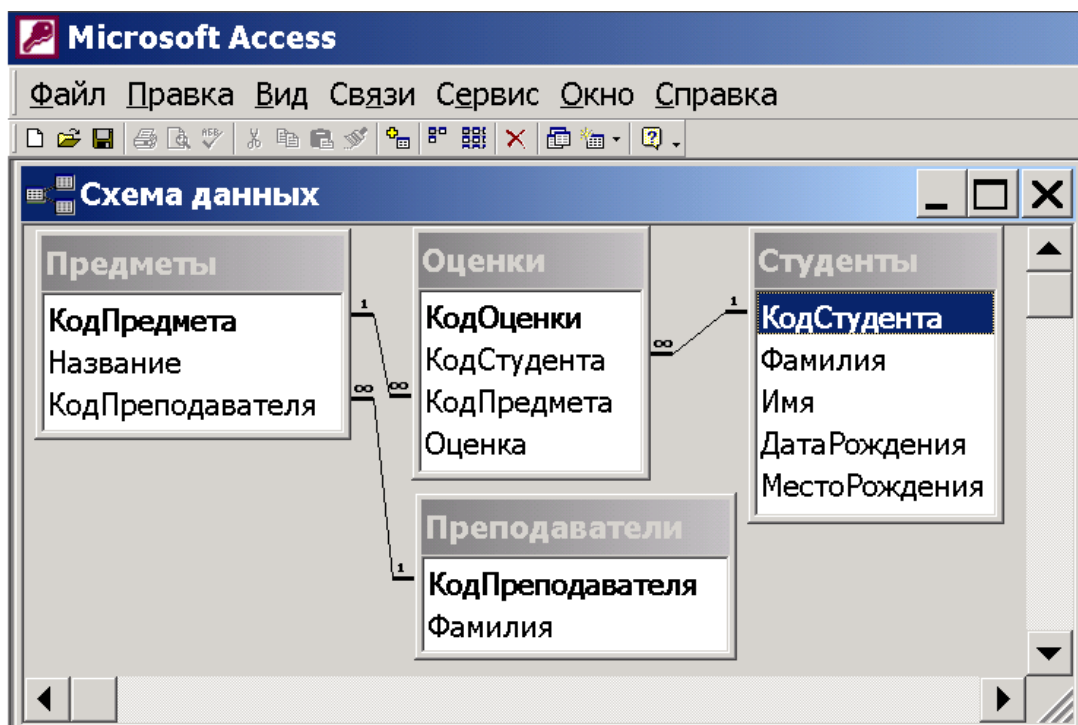 Microsoft Access
Файл Правка Вид Связи Сервис Окно Справка
Схема данных
Предметы
КодПредмета
Название
КодПреподавателя
1
∞
∞
Оценки
КодОценки
КодСтудента
КодПредмета
Оценка
∞
1
Студенты
КодСтудента
Фамилия
Имя
ДатаРождения
МестоРождения
1
Преподаватели
КодПреподавателя
Фамилия